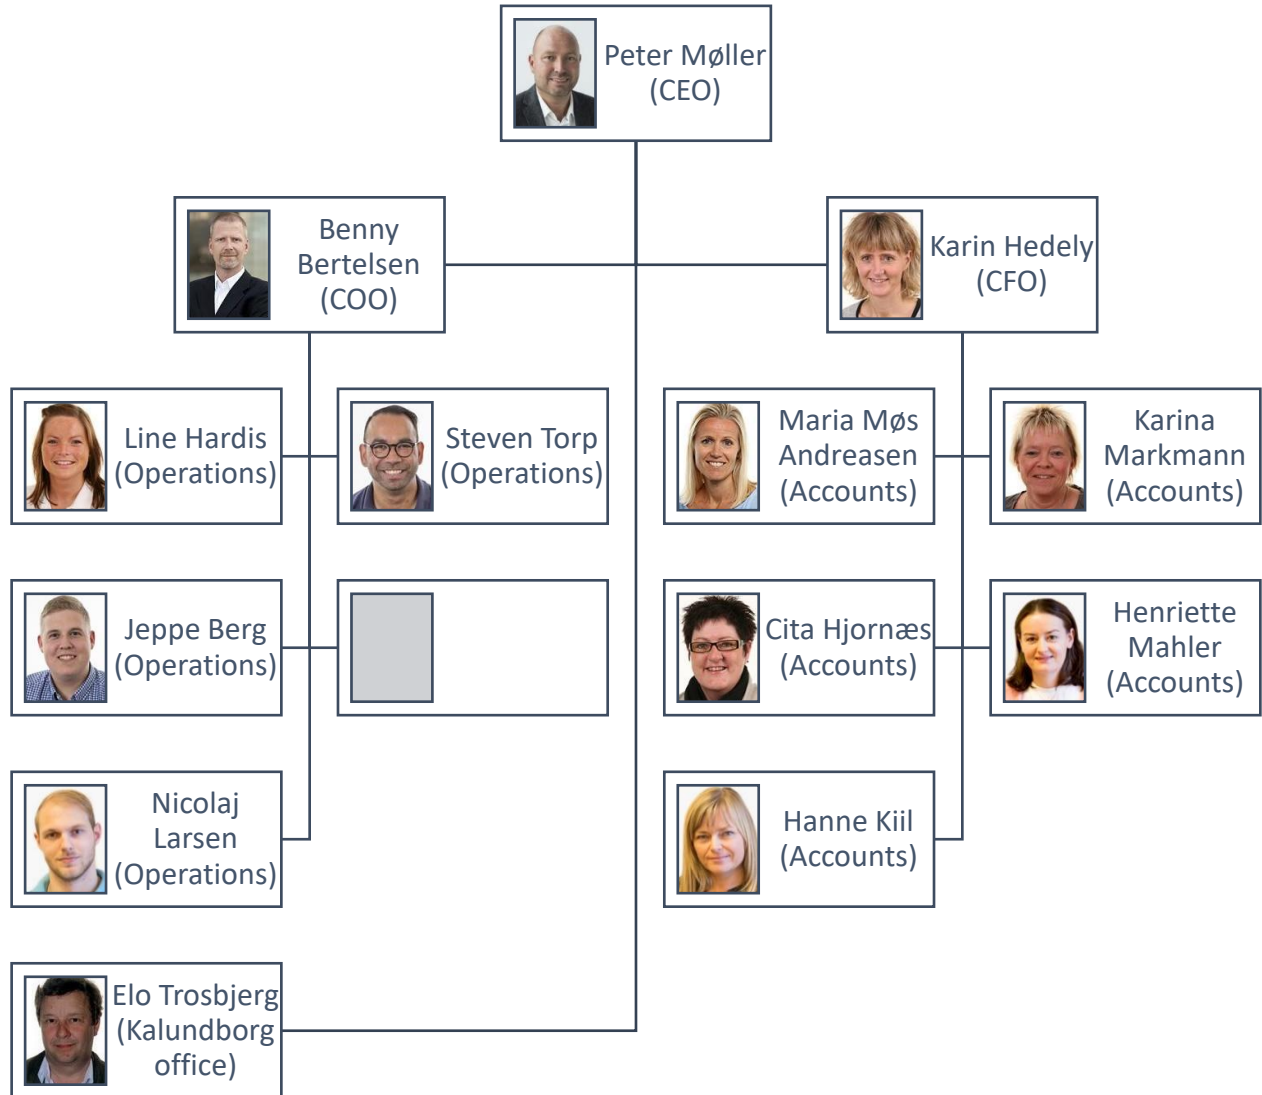 Peter Møller
(CEO)
Benny
Bertelsen
(COO)
Karin Hedely
(CFO)
Line Hardis
(Operations)
Steven Torp
(Operations)
Maria Møs
Andreasen
(Accounts)
Karina
Markmann
(Accounts)
Jeppe Berg
(Operations)
Cita Hjornæs
(Accounts)
Henriette
Mahler
(Accounts)
Nicolaj
Larsen
(Operations)
Hanne Kiil
(Accounts)
Elo Trosbjerg
(Kalundborg
office)